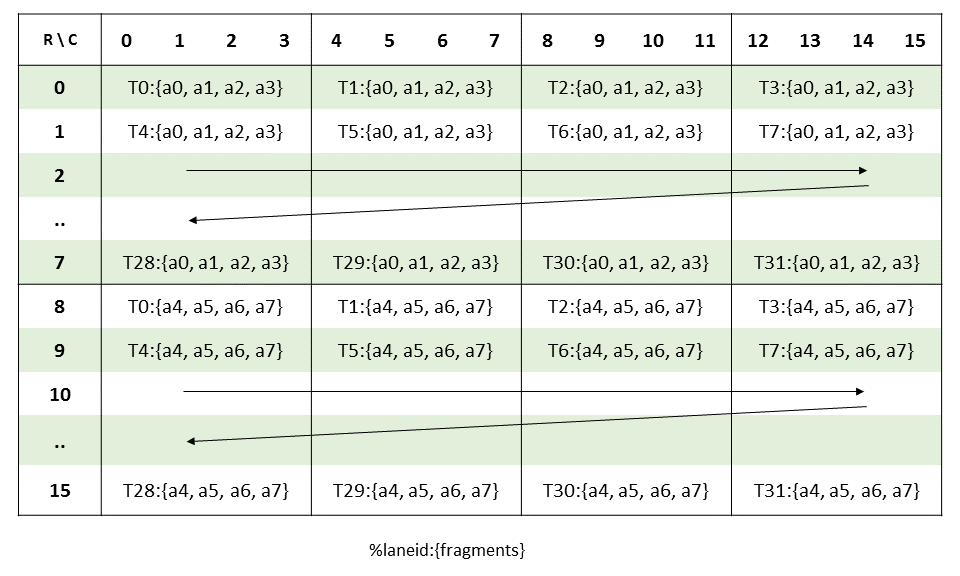 R \ C 0 1 2 3 4 5 6 7 8 9 10 11 12 13 14 15
0 T0:{a0, a1, a2, a3} T1:{a0, a1, a2, a3} T2:{a0, a1, a2, a3} T3:{a0, a1, a2, a3}
1 T4:{a0, a1, a2, a3} T5:{a0, a1, a2, a3} T6:{a0, a1, a2, a3} T7:{a0, a1, a2, a3}
2
..
7 T28:{a0, a1, a2, a3} T29:{a0, a1, a2, a3} T30:{a0, a1, a2, a3} T31:{a0, a1, a2, a3}
8 T0:{a4, a5, a6, a7} T1:{a4, a5, a6, a7} T2:{a4, a5, a6, a7} T3:{a4, a5, a6, a7}
9 T4:{a4, a5, a6, a7} T5:{a4, a5, a6, a7} T6:{a4, a5, a6, a7} T7:{a4, a5, a6, a7}
10
..
15 T28:{a4, a5, a6, a7} T29:{a4, a5, a6, a7} T30:{a4, a5, a6, a7} T31:{a4, a5, a6, a7}
%laneid:{fragments}